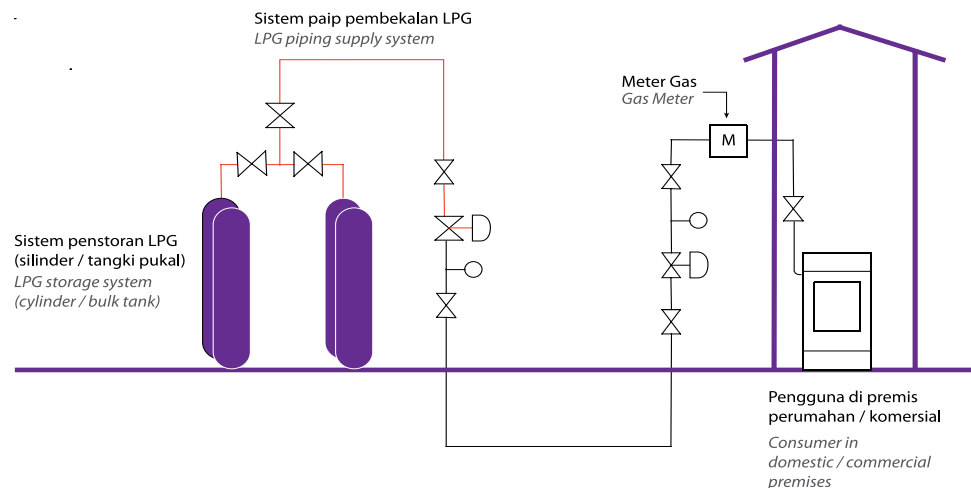 Sistem paip pembekalan LPG
LPG piping supply system
Meter Gas
Gas Meter
M
Sistem penstoran LPG
(silinder / tangki pukal)
LPG storage system
(cylinder / bulk tank)
Pengguna di premis
perumahan / komersial
Consumer in
domestic / commercial
premises